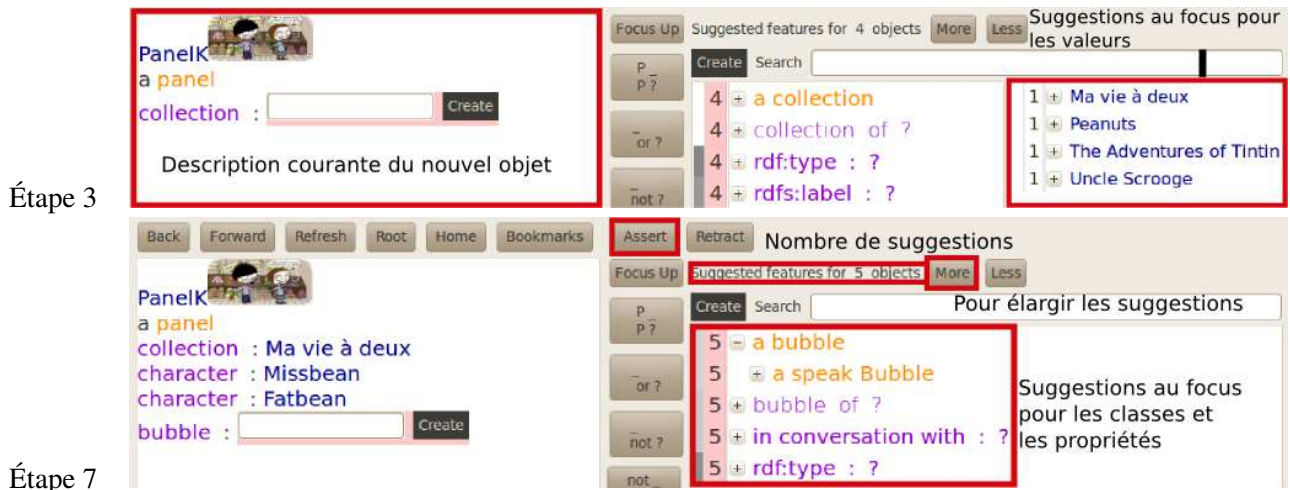 Étape 3
PanelK
a panel
collection : Create
Description courante du nouvel objet
Focus Up
P _
P ?
_
or ?
_
not ?
Suggested features for 4 objects More Less
Suggestions au focus pour
les valeurs
Create Search
4 + a collection
4 + collection of ?
4 + rdf:type : ?
4 + rdfs:label : ?
1 + Ma vie à deux
1 + Peanuts
1 + The Adventures of Tintin
1 + Uncle Scrooge
Étape 7
Back Forward Refresh Root Home Bookmarks Assert Retract
Nombre de suggestions
PanelK
a panel
collection : Ma vie à deux
character : Missbean
character : Fatbean
bubble : Create
Focus Up
P _
P ?
_
or ?
_
not ?
not _
Suggested features for 5 objects More Less
Create Search
Pour élargir les suggestions
5 − a bubble
5 + a speak Bubble
5 + bubble of ?
5 + in conversation with : ?
5 + rdf:type : ?
Suggestions au focus
pour les classes et
les propriétés